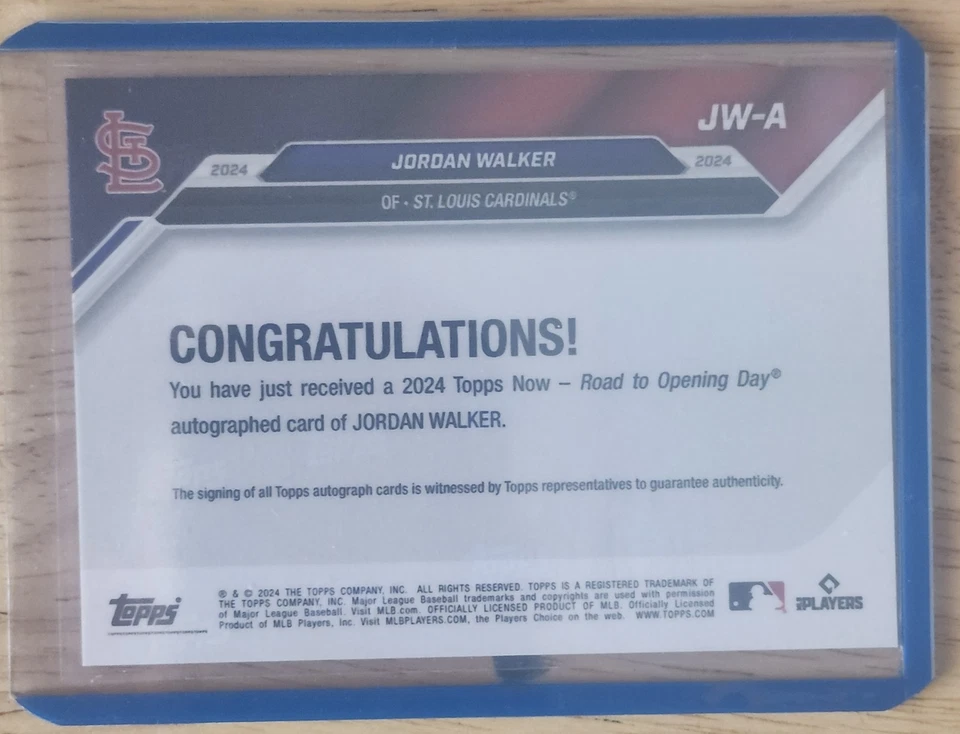 STL
JW-A
2024 JORDAN WALKER 2024
OF • ST. LOUIS CARDINALS®
CONGRATULATIONS!
You have just received a 2024 Topps Now – Road to Opening Day®
autographed card of JORDAN WALKER.
The signing of all Topps autograph cards is witnessed by Topps representatives to guarantee authenticity.
topps
® & © 2024 THE TOPPS COMPANY, INC. ALL RIGHTS RESERVED. TOPPS IS A REGISTERED TRADEMARK OF
THE TOPPS COMPANY, INC. Major League Baseball trademarks and copyrights are used with permission
of Major League Baseball. Visit MLB.com. OFFICIALLY LICENSED PRODUCT OF MLB. Officially Licensed
Product of MLB Players, Inc. Visit MLBPLAYERS.COM, the Players Choice on the web. WWW.TOPPS.COM
PLAYERS